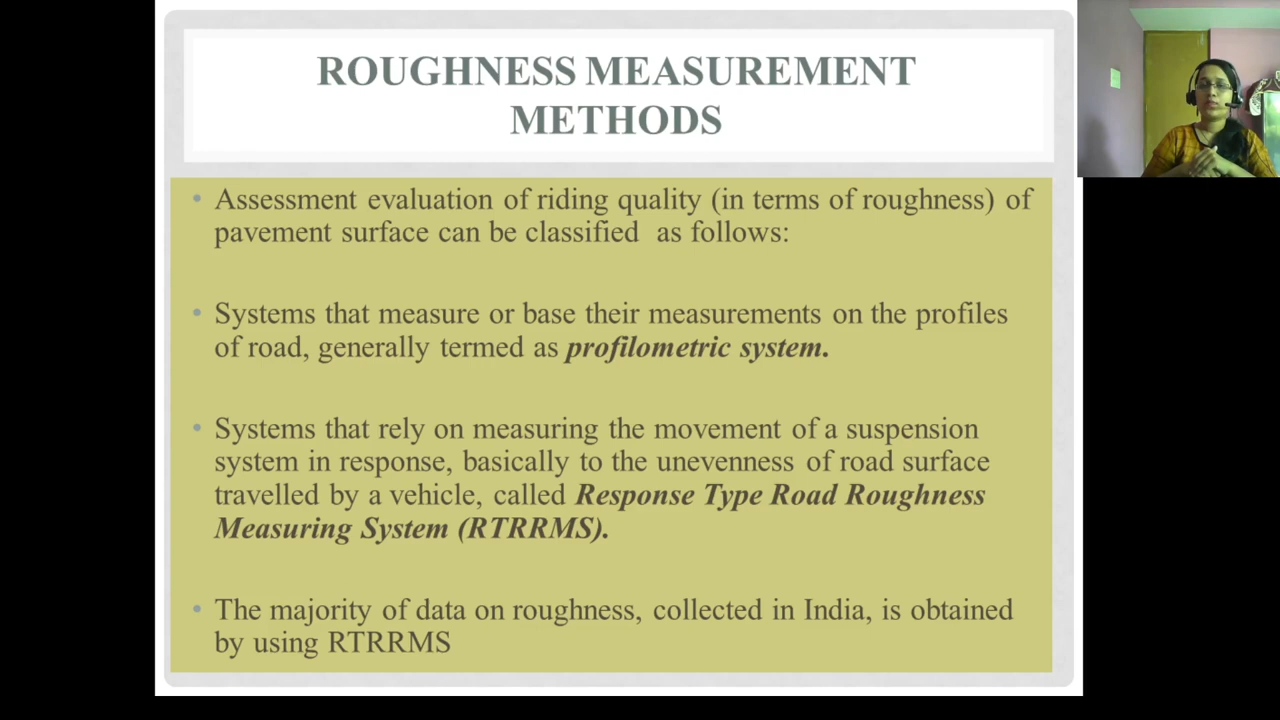 ROUGHNESS MEASUREMENT
METHODS
• Assessment evaluation of riding quality (in terms of roughness) of
pavement surface can be classified as follows:
• Systems that measure or base their measurements on the profiles
of road, generally termed as profilometric system.
• Systems that rely on measuring the movement of a suspension
system in response, basically to the unevenness of road surface
travelled by a vehicle, called Response Type Road Roughness
Measuring System (RTRRMS).
• The majority of data on roughness, collected in India, is obtained
by using RTRRMS